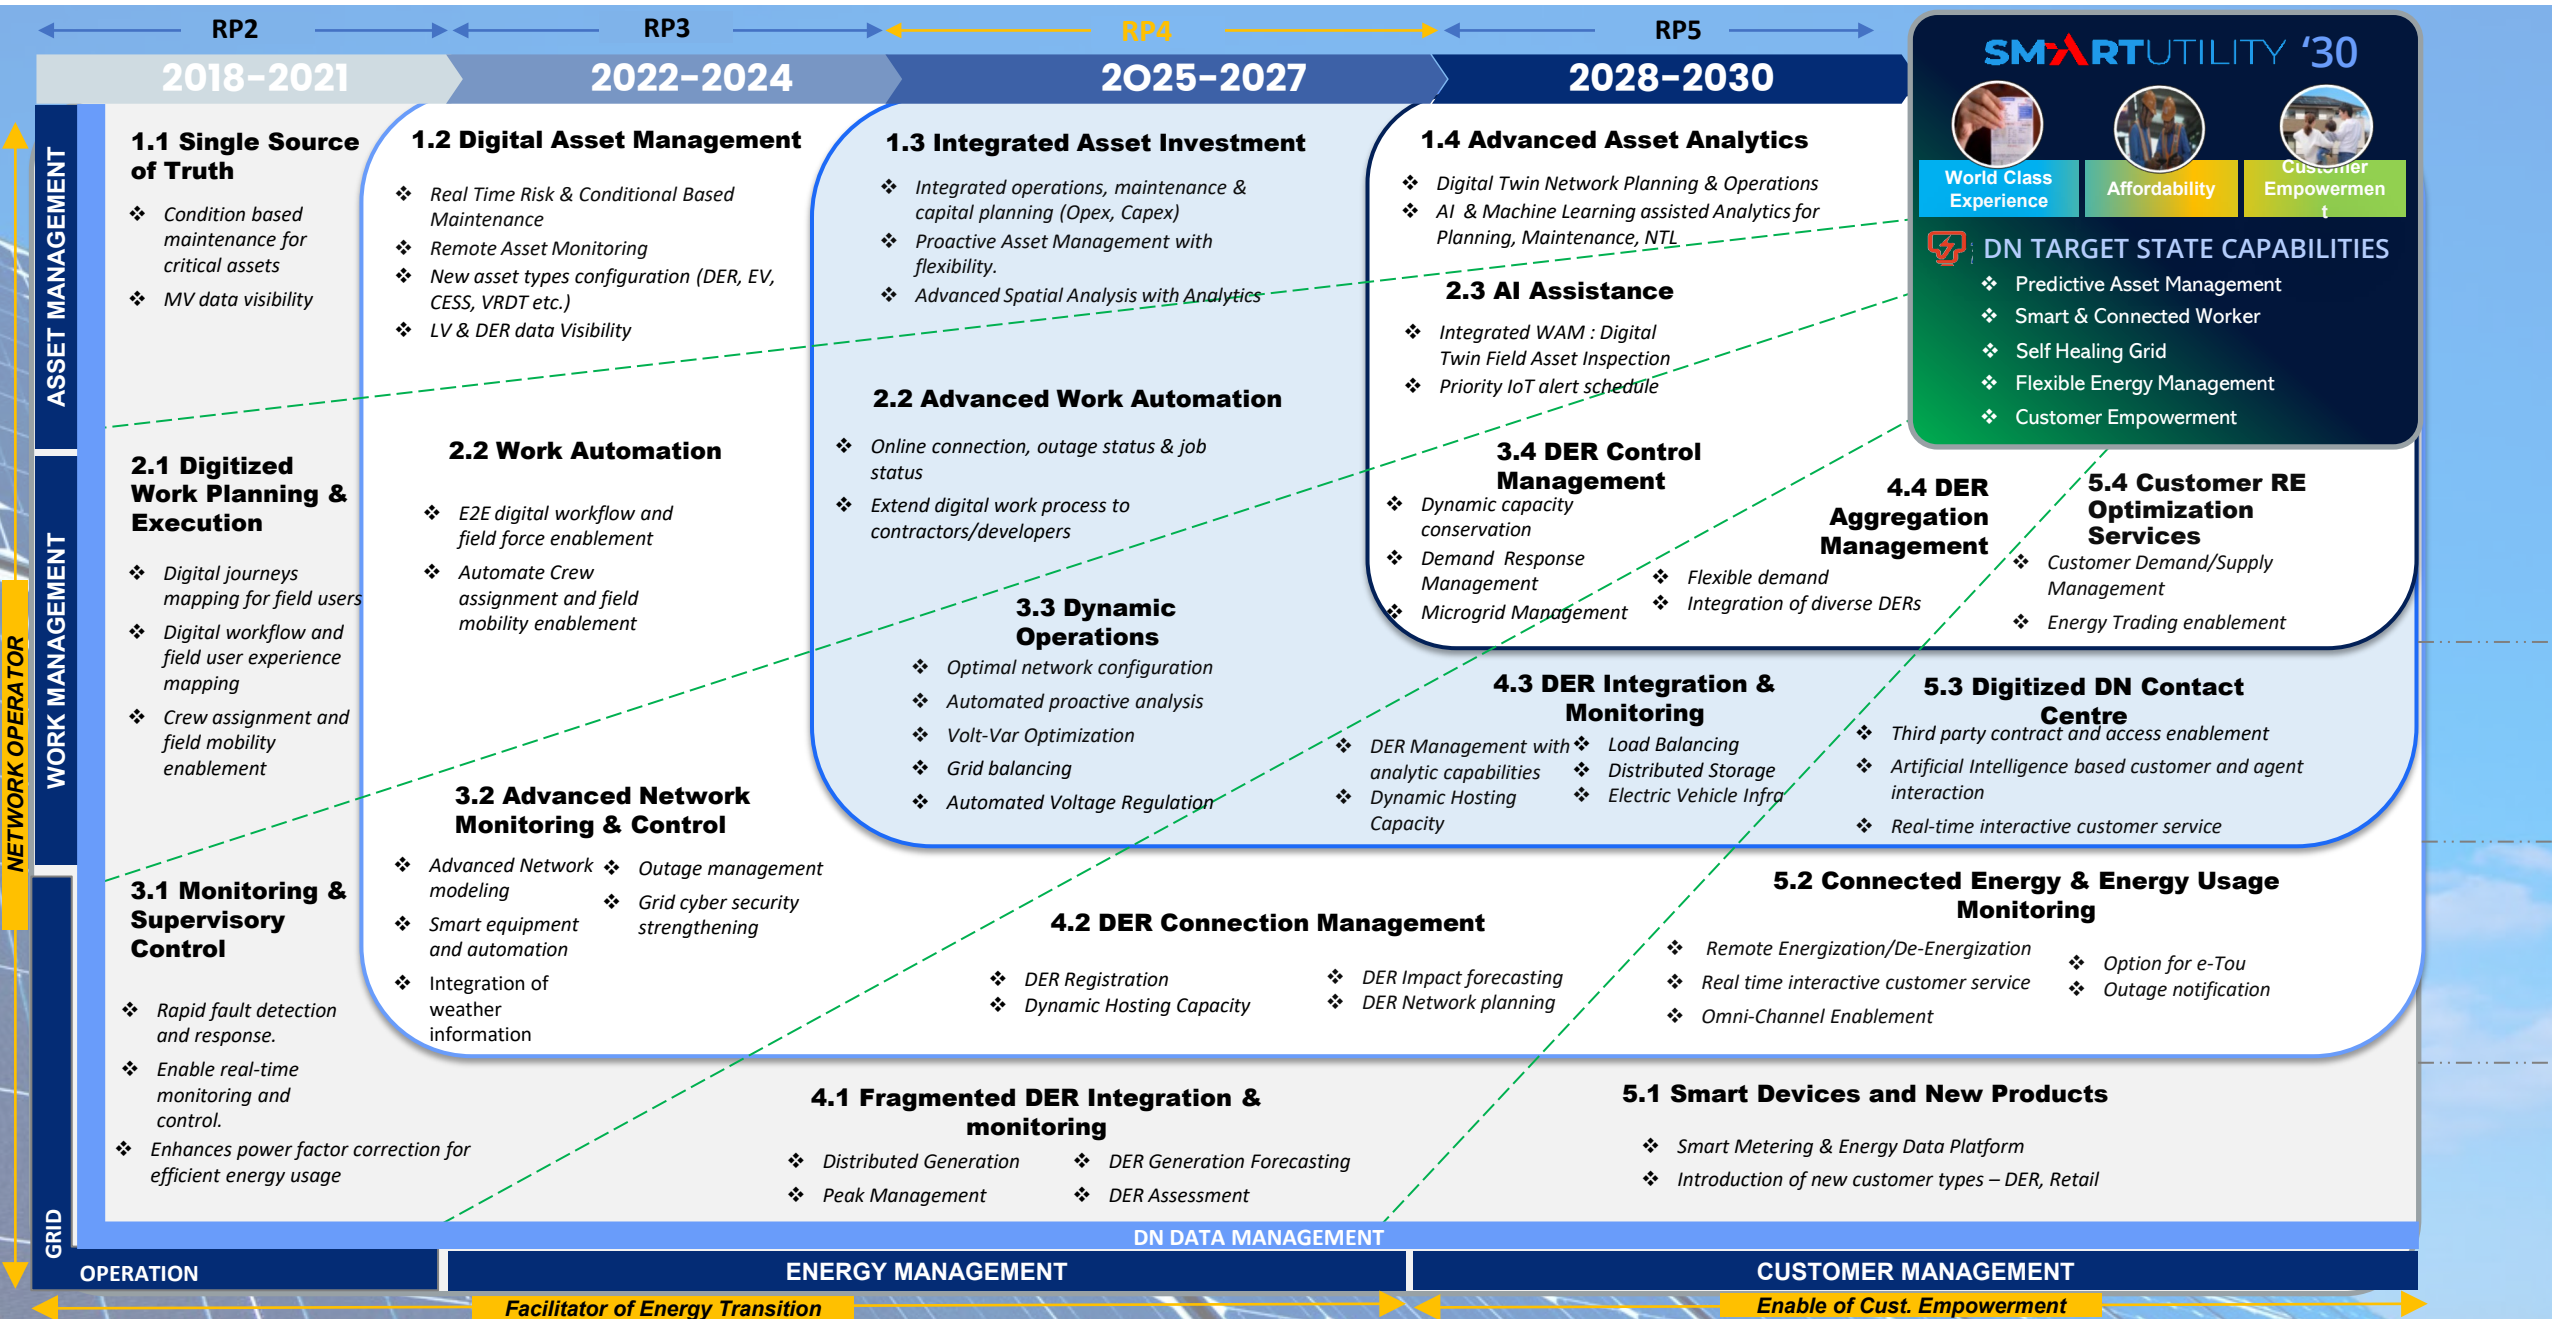 RP2
RP3
RP4
RP5
2018-2021
2022-2024
2025-2027
2028-2030
SMARTUTILITY ‘30
World Class
Experience
Affordability
Customer
Empowermen
t
DN TARGET STATE CAPABILITIES
❖ Predictive Asset Management
❖ Smart & Connected Worker
❖ Self Healing Grid
❖ Flexible Energy Management
❖ Customer Empowerment
NETWORK OPERATOR
ASSET MANAGEMENT
WORK MANAGEMENT
GRID
1.1 Single Source
of Truth
❖ Condition based
maintenance for
critical assets
❖ MV data visibility
1.2 Digital Asset Management
❖ Real Time Risk & Conditional Based
Maintenance
❖ Remote Asset Monitoring
❖ New asset types configuration (DER, EV,
CESS, VRDT etc.)
❖ LV & DER data Visibility
1.3 Integrated Asset Investment
❖ Integrated operations, maintenance &
capital planning (Opex, Capex)
❖ Proactive Asset Management with
flexibility.
❖ Advanced Spatial Analysis with Analytics
1.4 Advanced Asset Analytics
❖ Digital Twin Network Planning & Operations
❖ AI & Machine Learning assisted Analytics for
Planning, Maintenance, NTL
2.3 AI Assistance
❖ Integrated WAM : Digital
Twin Field Asset Inspection
❖ Priority IoT alert schedule
2.1 Digitized
Work Planning &
Execution
❖ Digital journeys
mapping for field users
❖ Digital workflow and
field user experience
mapping
❖ Crew assignment and
field mobility
enablement
2.2 Work Automation
❖ E2E digital workflow and
field force enablement
❖ Automate Crew
assignment and field
mobility enablement
2.2 Advanced Work Automation
❖ Online connection, outage status & job
status
❖ Extend digital work process to
contractors/developers
3.4 DER Control
Management
❖ Dynamic capacity
conservation
❖ Demand Response
Management
❖ Microgrid Management
4.4 DER
Aggregation
Management
❖ Flexible demand
❖ Integration of diverse DERs
5.4 Customer RE
Optimization
Services
❖ Customer Demand/Supply
Management
❖ Energy Trading enablement
3.3 Dynamic
Operations
❖ Optimal network configuration
❖ Automated proactive analysis
❖ Volt-Var Optimization
❖ Grid balancing
❖ Automated Voltage Regulation
4.3 DER Integration &
Monitoring
❖ DER Management with
analytic capabilities
❖ Dynamic Hosting
Capacity
❖ Load Balancing
❖ Distributed Storage
❖ Electric Vehicle Infra
5.3 Digitized DN Contact
Centre
❖ Third party contract and access enablement
❖ Artificial Intelligence based customer and agent
interaction
❖ Real-time interactive customer service
3.1 Monitoring &
Supervisory
Control
❖ Rapid fault detection
and response.
❖ Enable real-time
monitoring and
control.
❖ Enhances power factor correction for
efficient energy usage
3.2 Advanced Network
Monitoring & Control
❖ Advanced Network
modeling
❖ Smart equipment
and automation
❖ Integration of
weather
information
❖ Outage management
❖ Grid cyber security
strengthening
4.2 DER Connection Management
❖ DER Registration
❖ Dynamic Hosting Capacity
❖ DER Impact forecasting
❖ DER Network planning
5.2 Connected Energy & Energy Usage
Monitoring
❖ Remote Energization/De-Energization
❖ Real time interactive customer service
❖ Omni-Channel Enablement
❖ Option for e-Tou
❖ Outage notification
4.1 Fragmented DER Integration &
monitoring
❖ Distributed Generation
❖ Peak Management
❖ DER Generation Forecasting
❖ DER Assessment
5.1 Smart Devices and New Products
❖ Smart Metering & Energy Data Platform
❖ Introduction of new customer types – DER, Retail
DN DATA MANAGEMENT
OPERATION
ENERGY MANAGEMENT
CUSTOMER MANAGEMENT
Facilitator of Energy Transition
Enable of Cust. Empowerment